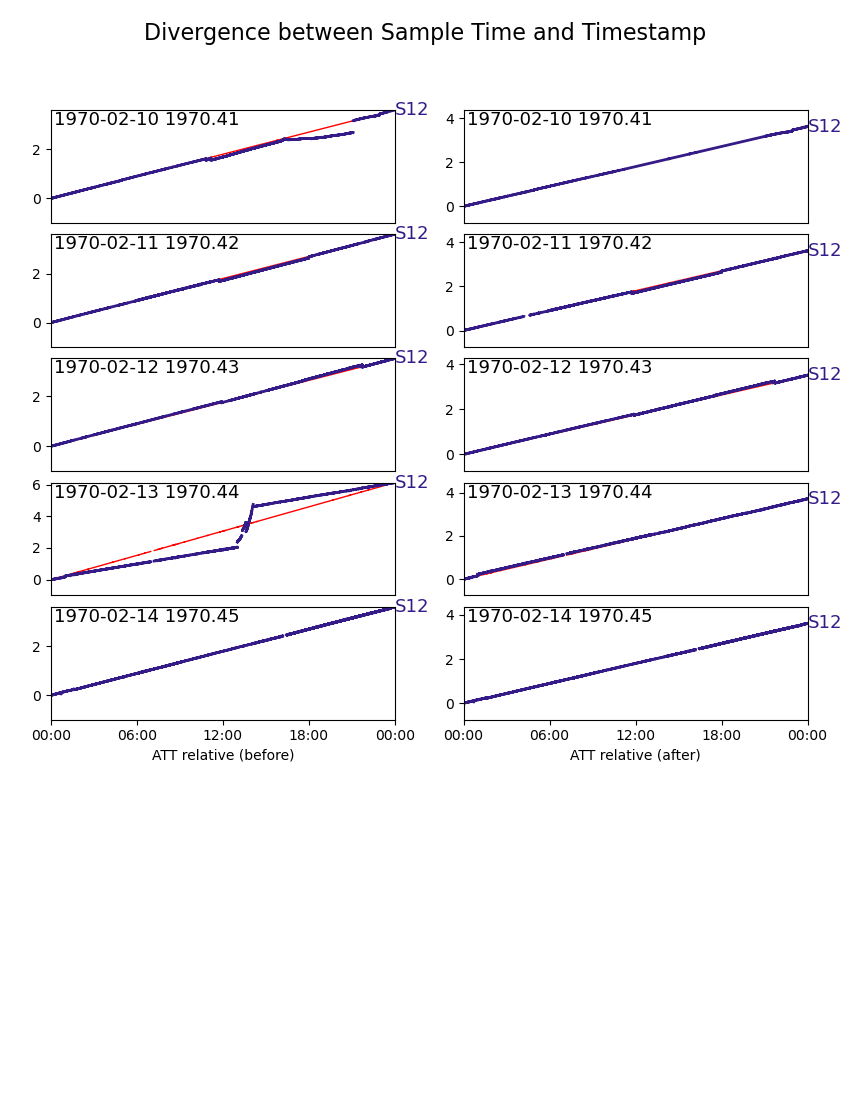 Divergence between Sample Time and Timestamp
1970-02-10 1970.41
S12
2
0
1970-02-10 1970.41
S12
4
2
0
1970-02-11 1970.42
S12
2
0
1970-02-11 1970.42
S12
4
2
0
1970-02-12 1970.43
S12
2
0
1970-02-12 1970.43
S12
4
2
0
1970-02-13 1970.44
S12
6
4
2
0
1970-02-13 1970.44
S12
4
2
0
1970-02-14 1970.45
S12
2
0
00:00 06:00 12:00 18:00 00:00
ATT relative (before)
1970-02-14 1970.45
S12
4
2
0
00:00 06:00 12:00 18:00 00:00
ATT relative (after)